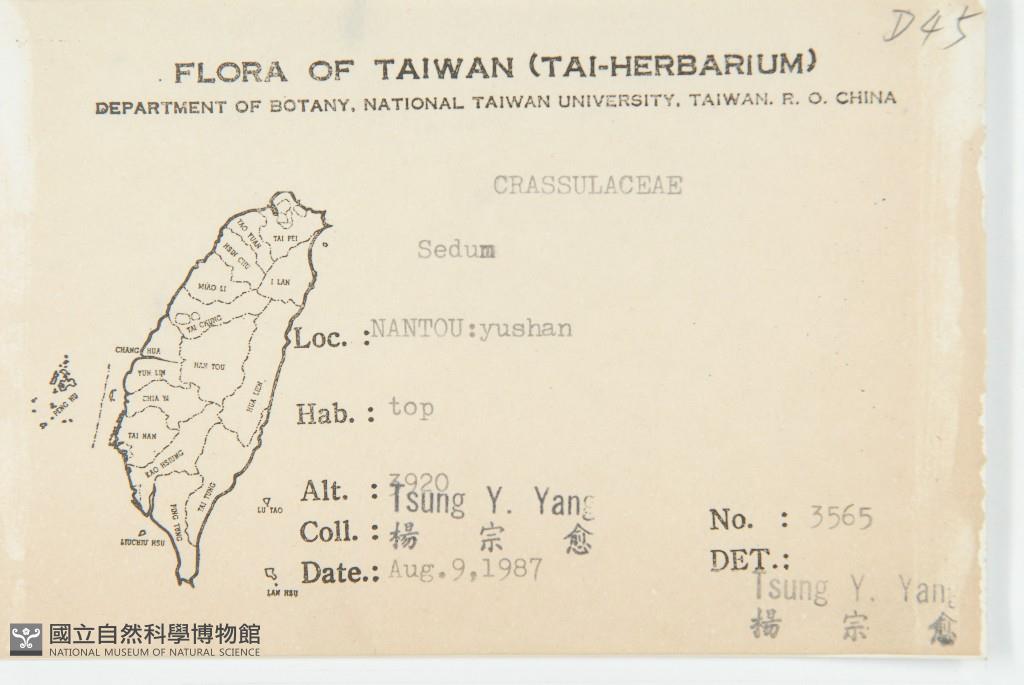 D45
FLORA OF TAIWAN (TAI-HERBARIUM)
DEPARTMENT OF BOTANY, NATIONAL TAIWAN UNIVERSITY, TAIWAN. R. O. CHINA
CRASSULACEAE
Sedum
TAO YUAN
TAI PEI
HSIN CHU
MIAO LI
I LAN
TAI CHUNG
Loc. : NANTOU:yushan
CHANG HUA
NAN TOU
YUN LIN
CHIA YI
HUA LIEN
PENG HU
Hab. : top
TAI NAN
KAO HSIUNG
Alt. : 3920
TAI TUNG
PING TUNG
LU TAO
Tsung Y. Yang
Coll. : 楊 宗 愈
No. : 3565
LIUCHIU HSU
Date.: Aug.9,1987
DET.:
Tsung Y. Yang
楊 宗 愈
LAN HSU
國立自然科學博物館
NATIONAL MUSEUM OF NATURAL SCIENCE